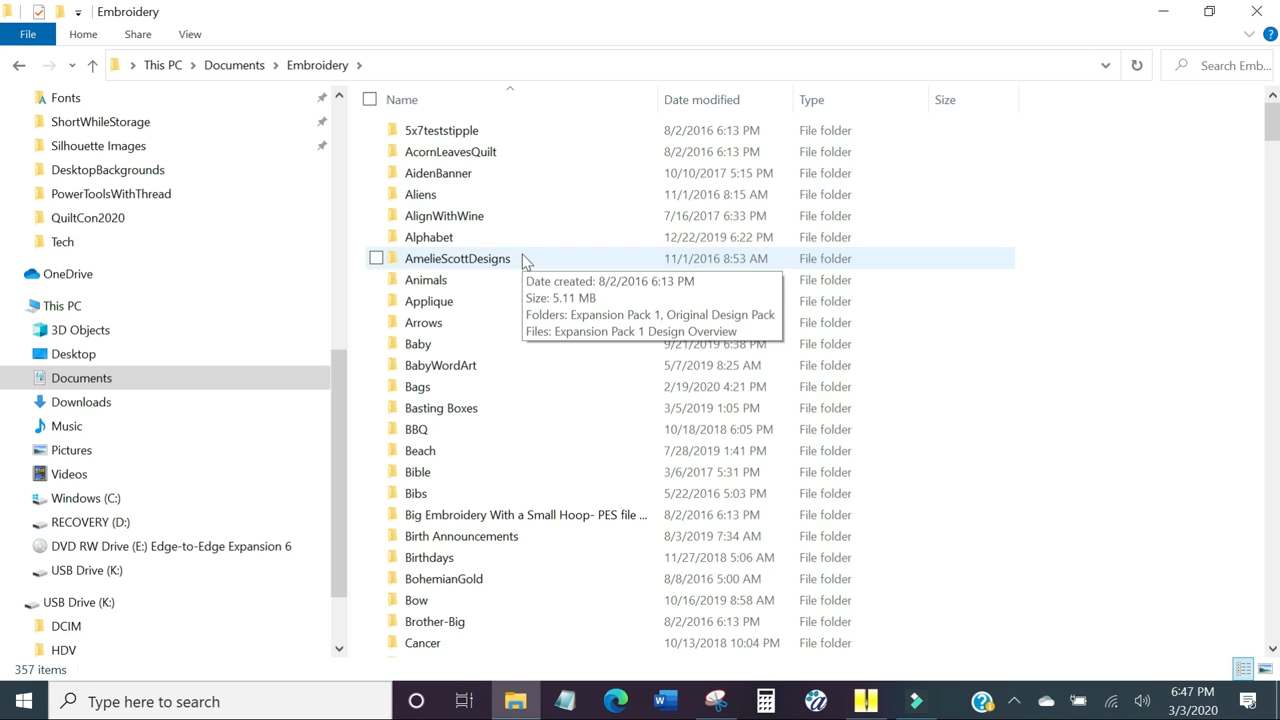 Embroidery
File Home Share View
This PC Documents Embroidery Search Emb...
Fonts
ShortWhileStorage
Silhouette Images
DesktopBackgrounds
PowerToolsWithThread
QuiltCon2020
Tech
OneDrive
This PC
3D Objects
Desktop
Documents
Downloads
Music
Pictures
Videos
Windows (C:)
RECOVERY (D:)
DVD RW Drive (E:) Edge-to-Edge Expansion 6
USB Drive (K:)
USB Drive (K:)
DCIM
HDV
Name Date modified Type Size
5x7teststipple 8/2/2016 6:13 PM File folder
AcornLeavesQuilt 8/2/2016 6:13 PM File folder
AidenBanner 10/10/2017 5:15 PM File folder
Aliens 11/1/2016 8:15 AM File folder
AlignWithWine 7/16/2017 6:33 PM File folder
Alphabet 12/22/2019 6:22 PM File folder
AmelieScottDesigns 11/1/2016 8:53 AM File folder
Animals File folder
Applique File folder
Arrows File folder
Baby 9/21/2019 6:38 PM File folder
Date created: 8/2/2016 6:13 PM
Size: 5.11 MB
Folders: Expansion Pack 1, Original Design Pack
Files: Expansion Pack 1 Design Overview
BabyWordArt 5/7/2019 8:25 AM File folder
Bags 2/19/2020 4:21 PM File folder
Basting Boxes 3/5/2019 1:05 PM File folder
BBQ 10/18/2018 6:05 PM File folder
Beach 7/28/2019 1:41 PM File folder
Bible 3/6/2017 5:31 PM File folder
Bibs 5/22/2016 5:03 PM File folder
Big Embroidery With a Small Hoop- PES file ... 8/2/2016 6:13 PM File folder
Birth Announcements 8/3/2019 7:34 AM File folder
Birthdays 11/27/2018 5:06 AM File folder
BohemianGold 8/8/2016 5:00 AM File folder
Bow 10/16/2019 8:58 AM File folder
Brother-Big 8/2/2016 6:13 PM File folder
Cancer 10/13/2018 10:04 PM File folder
357 items
Type here to search
6:47 PM
3/3/2020